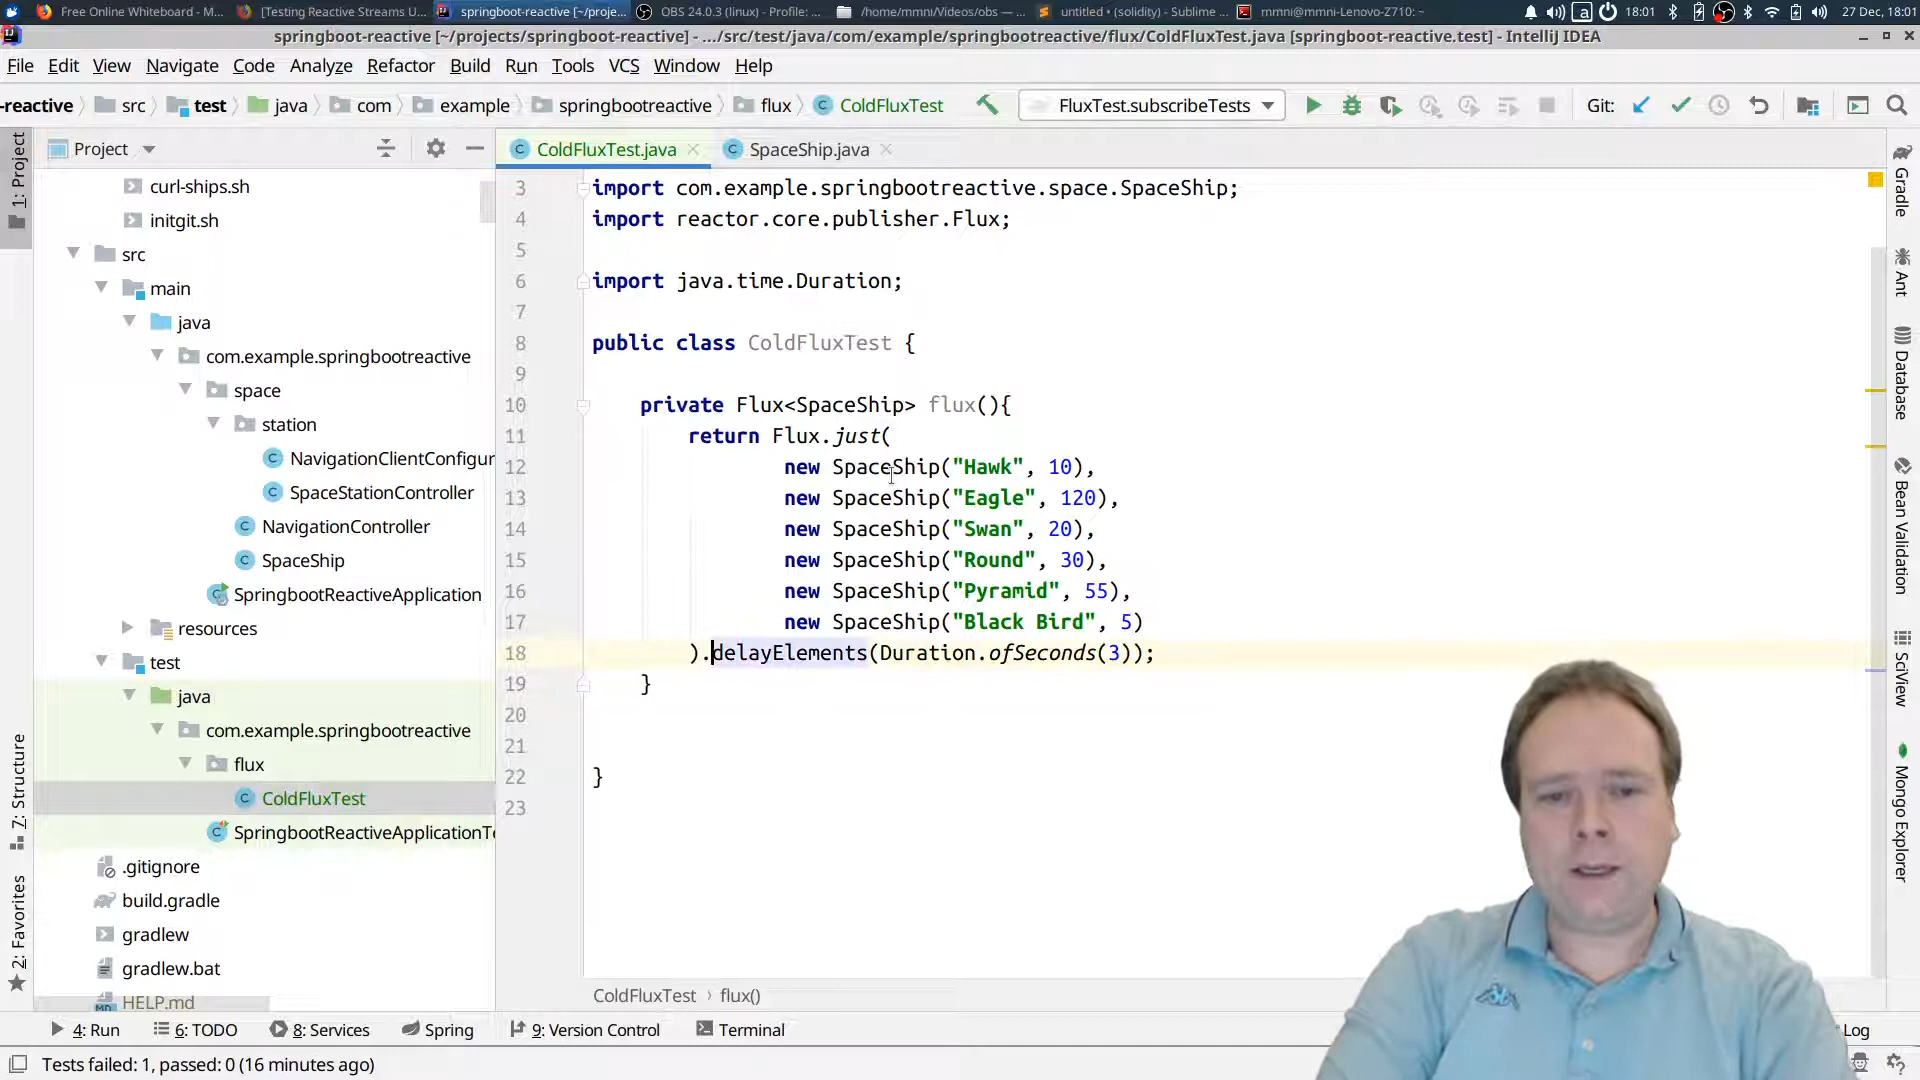 Free Online Whiteboard - M...
[Testing Reactive Streams U...
springboot-reactive [~/proje...
OBS 24.0.3 (linux) - Profile: ...
/home/mmni/Videos/obs — ...
untitled • (solidity) - Sublime ...
mmni@mmni-Lenovo-Z710: ~
a
18:01
27 Dec, 18:01
springboot-reactive [~/projects/springboot-reactive] - .../src/test/java/com/example/springbootreactive/flux/ColdFluxTest.java [springboot-reactive.test] - IntelliJ IDEA
File Edit View Navigate Code Analyze Refactor Build Run Tools VCS Window Help
-reactive src test java com example springbootreactive flux ColdFluxTest
FluxTest.subscribeTests
Git:
Project
ColdFluxTest.java
SpaceShip.java
1: Project
7: Structure
2: Favorites
curl-ships.sh
initgit.sh
src
main
java
com.example.springbootreactive
space
station
NavigationClientConfigur
SpaceStationController
NavigationController
SpaceShip
SpringbootReactiveApplication
resources
test
java
com.example.springbootreactive
flux
ColdFluxTest
SpringbootReactiveApplicationTe
.gitignore
build.gradle
gradlew
gradlew.bat
HELP.md
3 import com.example.springbootreactive.space.SpaceShip;
4 import reactor.core.publisher.Flux;
5
6 import java.time.Duration;
7
8 public class ColdFluxTest {
9
10 private Flux<SpaceShip> flux(){
11 return Flux.just(
12 new SpaceShip("Hawk", 10),
13 new SpaceShip("Eagle", 120),
14 new SpaceShip("Swan", 20),
15 new SpaceShip("Round", 30),
16 new SpaceShip("Pyramid", 55),
17 new SpaceShip("Black Bird", 5)
18 ).delayElements(Duration.ofSeconds(3));
19 }
20
21
22 }
23
ColdFluxTest › flux()
Gradle
Ant
Database
Bean Validation
SciView
Mongo Explorer
4: Run
6: TODO
8: Services
Spring
9: Version Control
Terminal
Log
Tests failed: 1, passed: 0 (16 minutes ago)